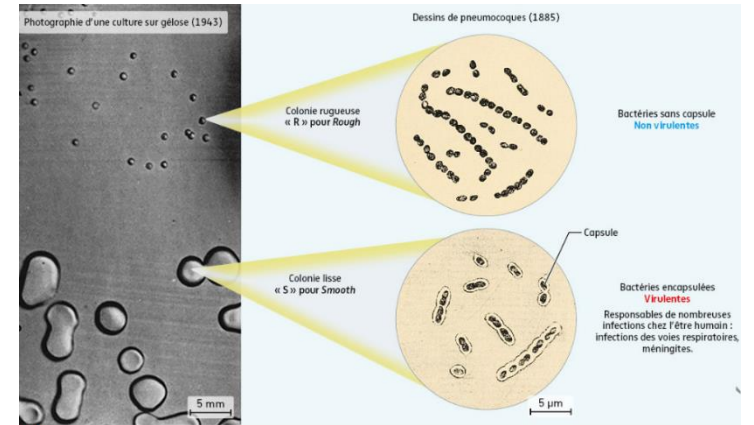 Photographie d'une culture sur gélose (1943)
Dessins de pneumocoques (1885)
Colonie rugueuse
« R » pour Rough
Bactéries sans capsule
Non virulentes
Capsule
Colonie lisse
« S » pour Smooth
Bactéries encapsulées
Virulentes
Responsables de nombreuses
infections chez l'être humain :
infections des voies respiratoires,
méningites.
5 mm
5 µm